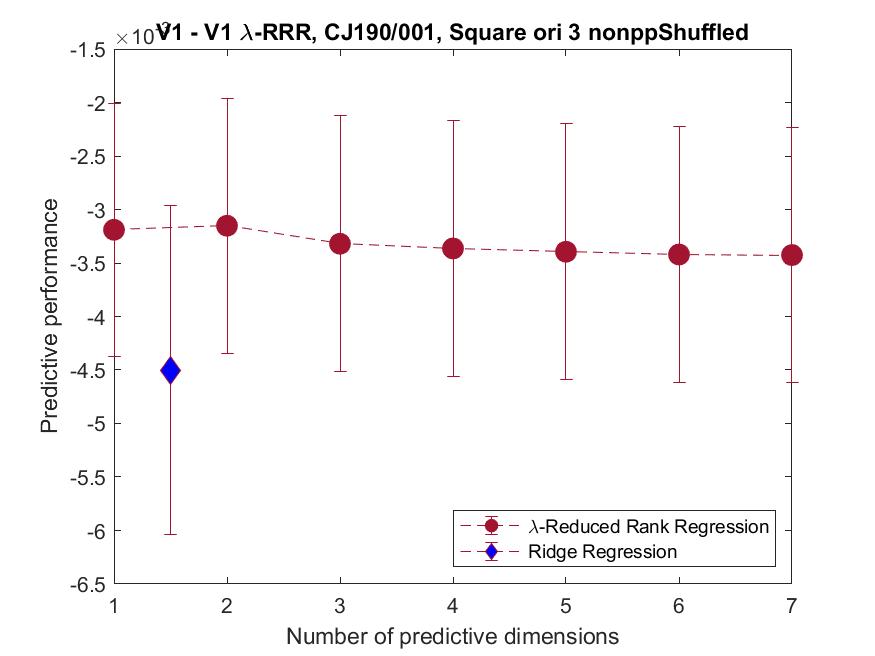 ×10⁻³
V1 - V1 λ-RRR, CJ190/001, Square ori 3 nonppShuffled
-1.5
-2
-2.5
-3
-3.5
-4
-4.5
-5
-5.5
-6
-6.5
Predictive performance
λ-Reduced Rank Regression
Ridge Regression
1 2 3 4 5 6 7
Number of predictive dimensions